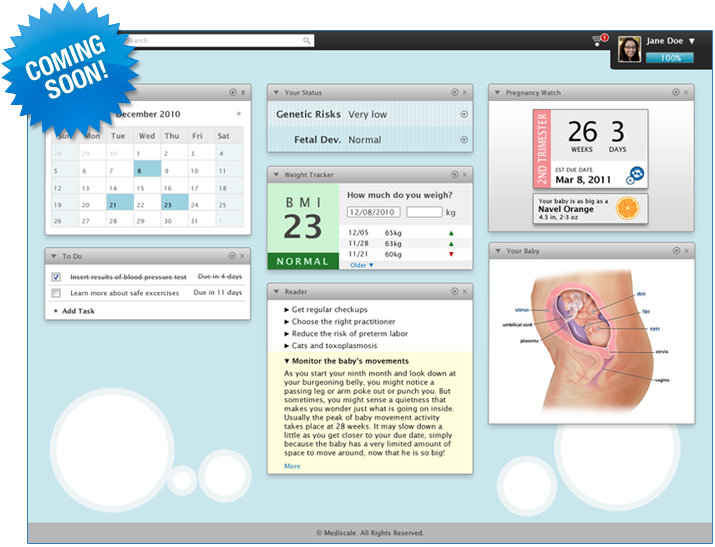 COMING
SOON!
Search
1
Jane Doe ▼
100%
December 2010 »
Sun Mon Tue Wed Thu Fri Sat
28 29 30 1 2 3 4
5 6 7 8 9 10 11
12 13 14 15 16 17 18
19 20 21 22 23 24 25
26 27 28 29 30 31 1
To Do
Insert results of blood pressure test Due in 4 days
Learn more about safe excercises Due in 11 days
+ Add Task
Your Status
Genetic Risks Very low
Fetal Dev. Normal
Weight Tracker
BMI
23
NORMAL
How much do you weigh?
12/08/2010 kg
12/05 65kg ▲
11/28 63kg ▲
11/21 60kg ▼
Older ▼
Reader
▶ Get regular checkups
▶ Choose the right practitioner
▶ Reduce the risk of preterm labor
▶ Cats and toxoplasmosis
▼ Monitor the baby's movements
As you start your ninth month and look down at
your burgeoning belly, you might notice a
passing leg or arm poke out or punch you. But
sometimes, you might sense a quietness that
makes you wonder just what is going on inside.
Usually the peak of baby movement activity
takes place at 28 weeks. It may slow down a
little as you get closer to your due date, simply
because the baby has a very limited amount of
space to move around, now that he is so big!
More
Pregnancy Watch
2ND TRIMESTER
26 3
WEEKS DAYS
EST DUE DATE
Mar 8, 2011
Your baby is as big as a
Navel Orange
4.5 in, 2-3 oz
Your Baby
uterus
umbilical cord
placenta
skin
lips
eyes
cervix
vagina
© Mediscale. All Rights Reserved.